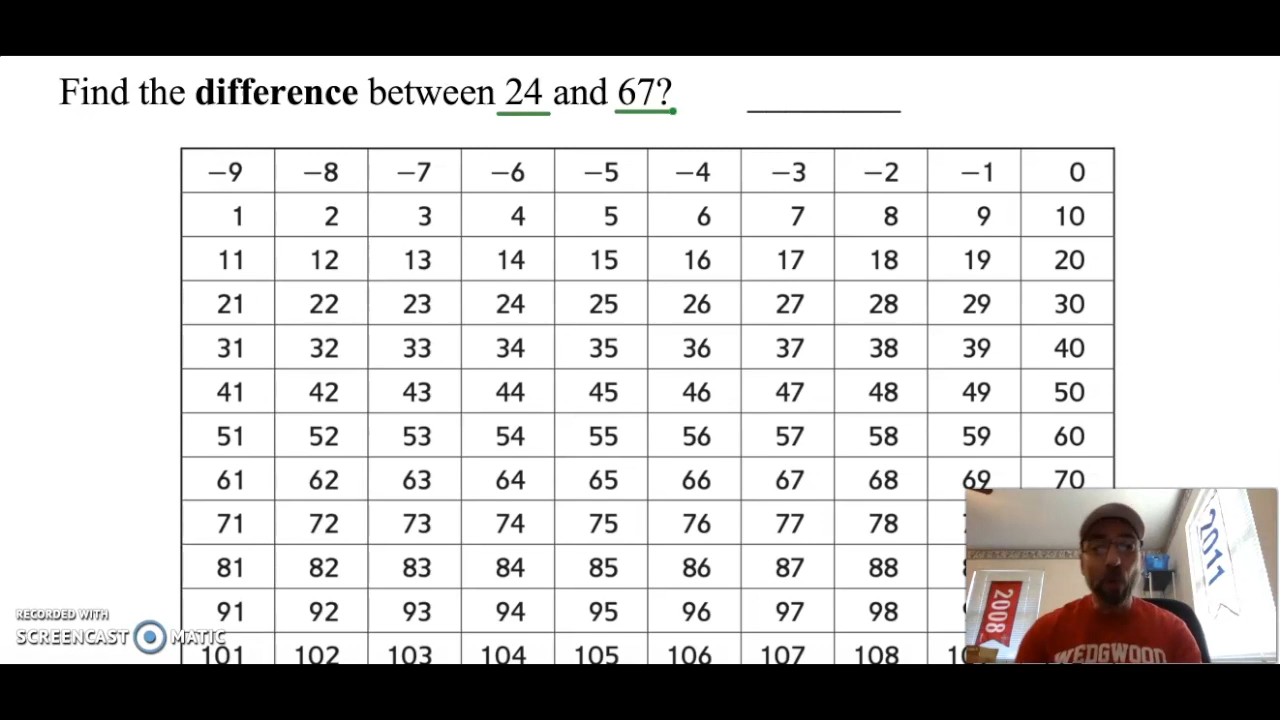 Find the difference between 24 and 67? __________
−9 −8 −7 −6 −5 −4 −3 −2 −1 0
1 2 3 4 5 6 7 8 9 10
11 12 13 14 15 16 17 18 19 20
21 22 23 24 25 26 27 28 29 30
31 32 33 34 35 36 37 38 39 40
41 42 43 44 45 46 47 48 49 50
51 52 53 54 55 56 57 58 59 60
61 62 63 64 65 66 67 68 69 70
71 72 73 74 75 76 77 78
81 82 83 84 85 86 87 88
91 92 93 94 95 96 97 98
101 102 103 104 105 106 107 108
RECORDED WITH
SCREENCAST MATIC
2011
2008
WEDGWOOD